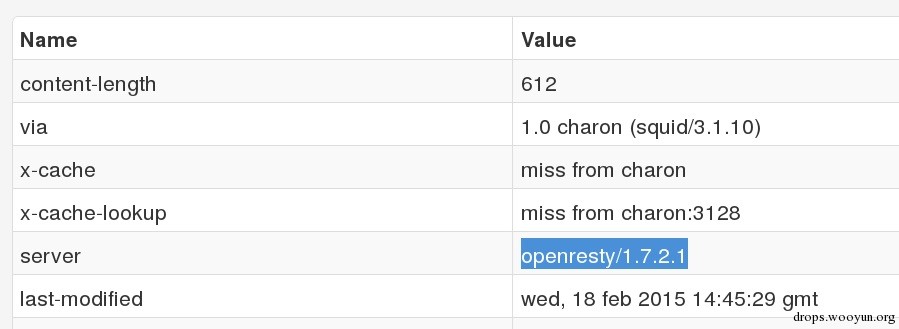 Name Value
content-length 612
via 1.0 charon (squid/3.1.10)
x-cache miss from charon
x-cache-lookup miss from charon:3128
server openresty/1.7.2.1
last-modified wed, 18 feb 2015 14:45:29 gmt
drops.wooyun.org